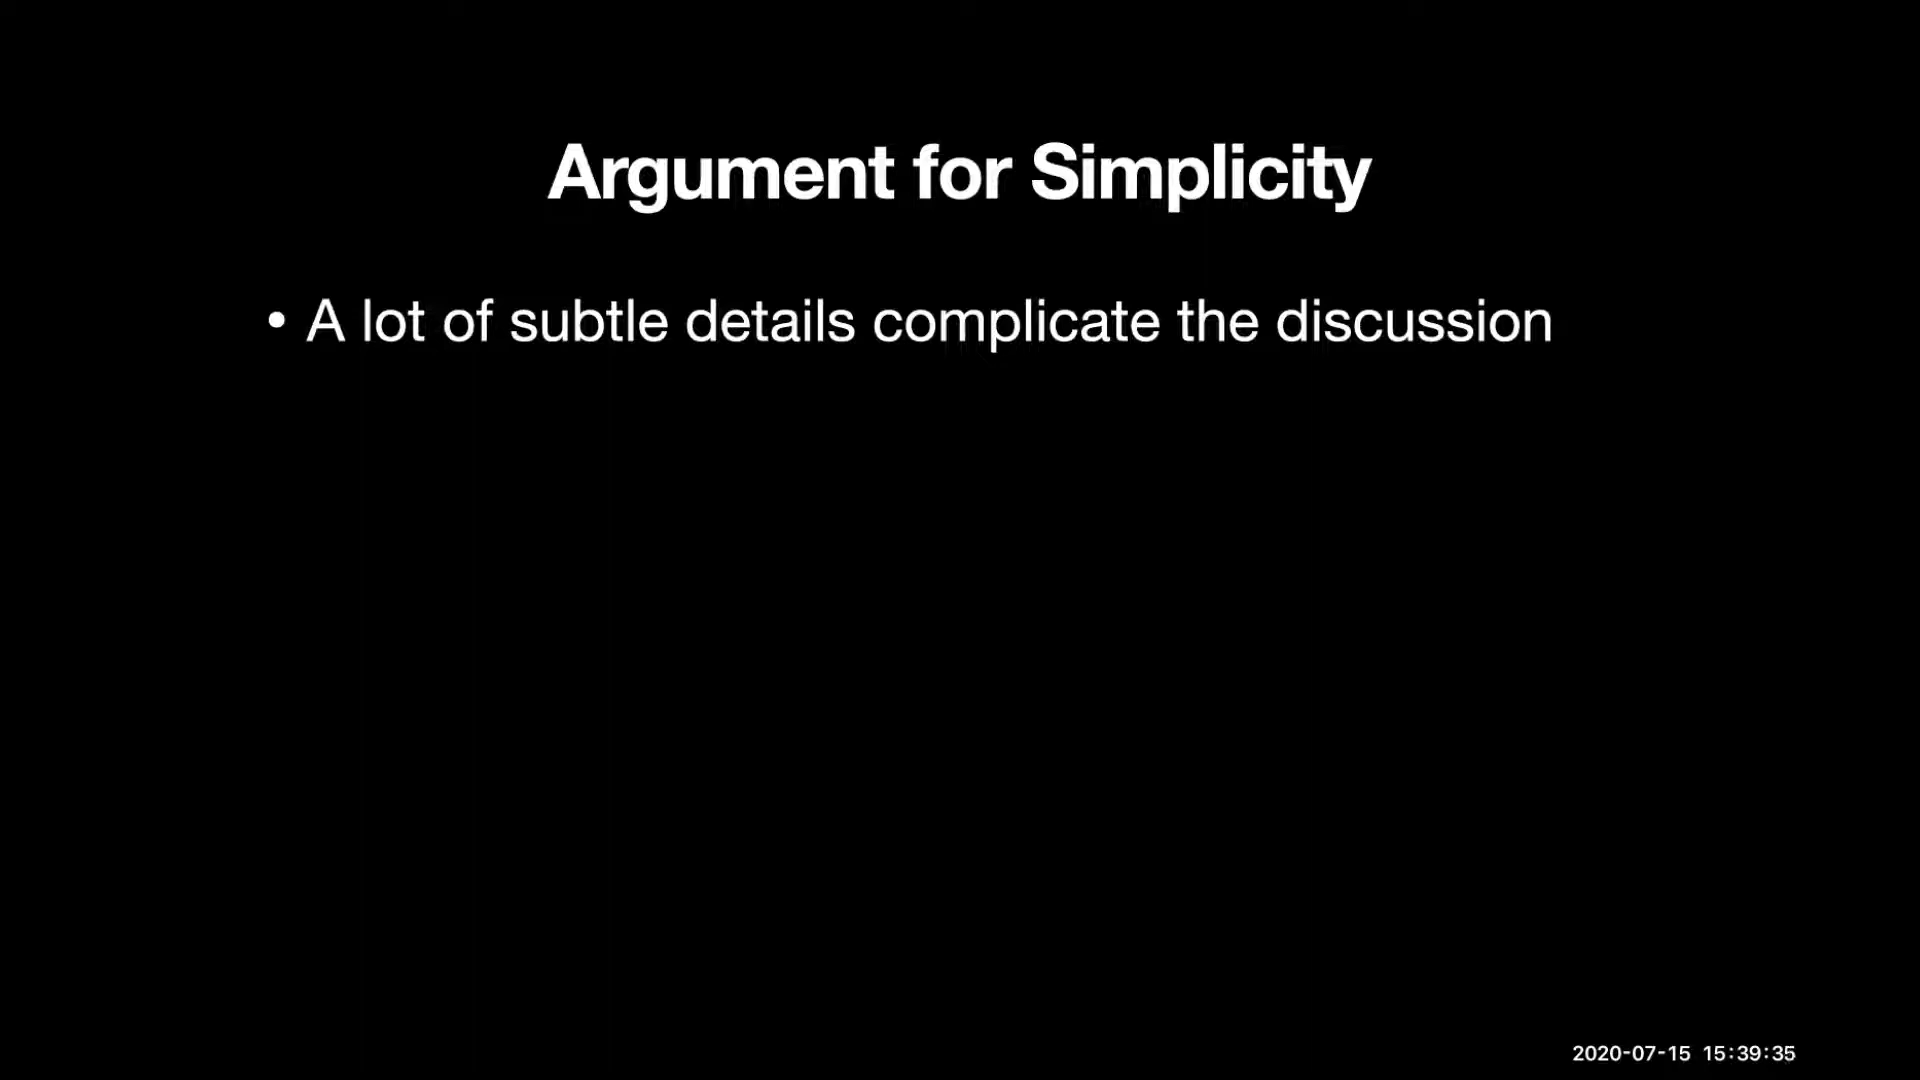 Argument for Simplicity
• A lot of subtle details complicate the discussion
2020-07-15 15:39:35